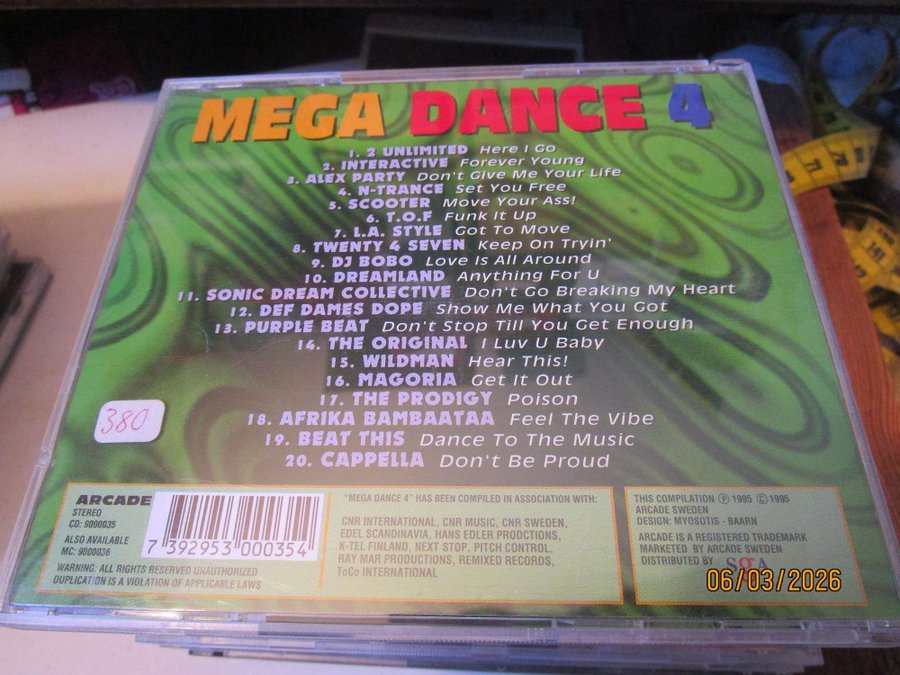 MEGA DANCE 4
1. 2 UNLIMITED Here I Go
2. INTERACTIVE Forever Young
3. ALEX PARTY Don't Give Me Your Life
4. N-TRANCE Set You Free
5. SCOOTER Move Your Ass!
6. T.O.F Funk It Up
7. L.A. STYLE Got To Move
8. TWENTY 4 SEVEN Keep On Tryin'
9. DJ BOBO Love Is All Around
10. DREAMLAND Anything For U
11. SONIC DREAM COLLECTIVE Don't Go Breaking My Heart
12. DEF DAMES DOPE Show Me What You Got
13. PURPLE BEAT Don't Stop Till You Get Enough
14. THE ORIGINAL I Luv U Baby
15. WILDMAN Hear This!
16. MAGORIA Get It Out
17. THE PRODIGY Poison
18. AFRIKA BAMBAATAA Feel The Vibe
19. BEAT THIS Dance To The Music
20. CAPPELLA Don't Be Proud
380
ARCADE
STEREO
CD: 9000035
ALSO AVAILABLE
MC: 9000036
WARNING: ALL RIGHTS RESERVED UNAUTHORIZED
DUPLICATION IS A VIOLATION OF APPLICABLE LAWS
7 392953 000354
"MEGA DANCE 4" HAS BEEN COMPILED IN ASSOCIATION WITH:
CNR INTERNATIONAL, CNR MUSIC, CNR SWEDEN,
EDEL SCANDINAVIA, HANS EDLER PRODCTIONS,
K-TEL FINLAND, NEXT STOP, PITCH CONTROL,
RAY MAR PRODUCTIONS, REMIXED RECORDS,
ToCo INTERNATIONAL
THIS COMPILATION Ⓟ 1995 © 1995
ARCADE SWEDEN
DESIGN: MYOSOTIS - BAARN
ARCADE IS A REGISTERED TRADEMARK
MARKETED BY ARCADE SWEDEN
DISTRIBUTED BY SGA
06/03/2026